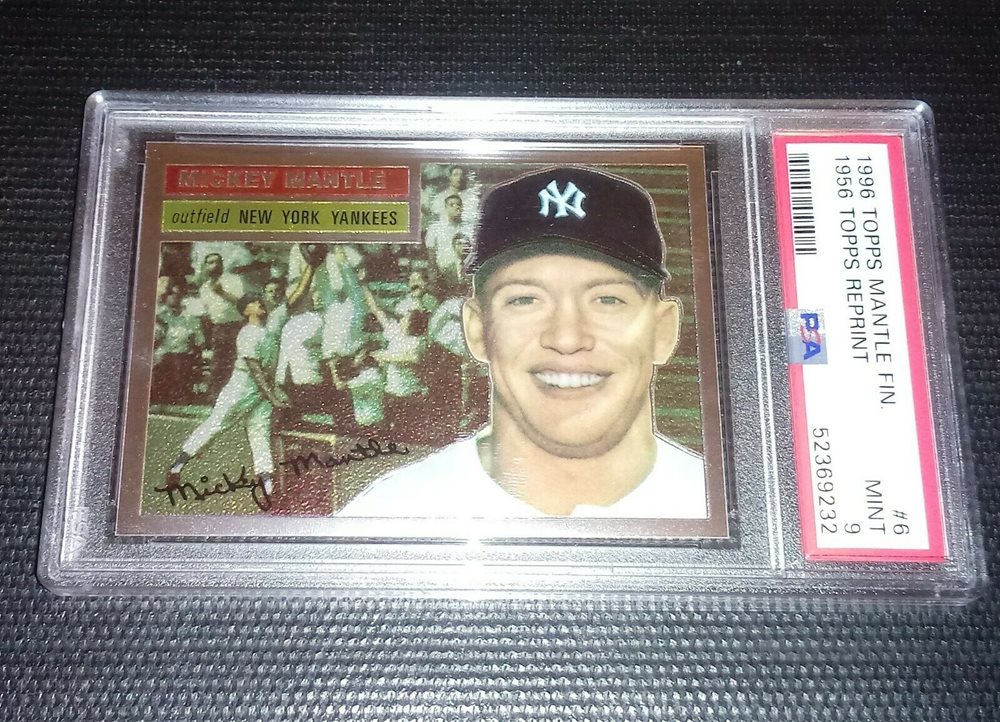 MICKEY MANTLE
outfield NEW YORK YANKEES
NY
Mickey Mantle
1996 TOPPS MANTLE FIN. #6
1956 TOPPS REPRINT MINT 9
PSA 52369232